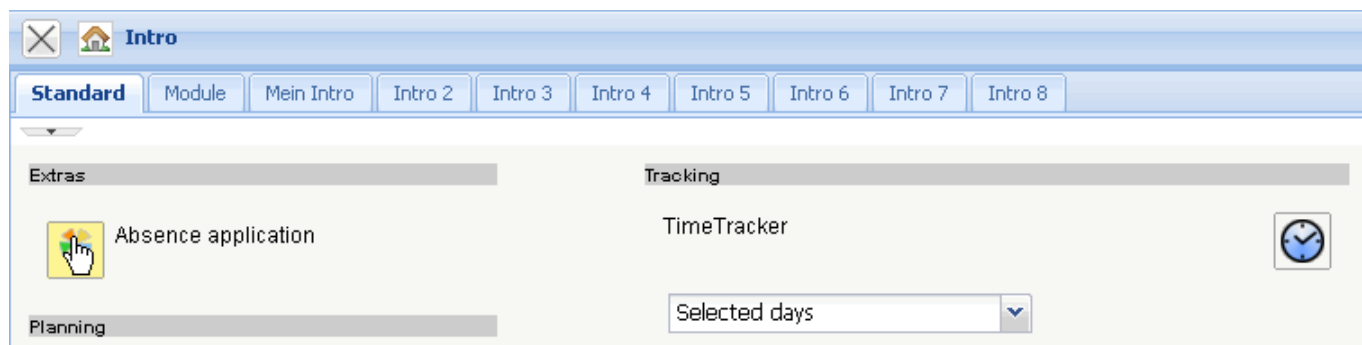 Intro
Standard Module Mein Intro Intro 2 Intro 3 Intro 4 Intro 5 Intro 6 Intro 7 Intro 8
Extras
Absence application
Planning
Tracking
TimeTracker
Selected days